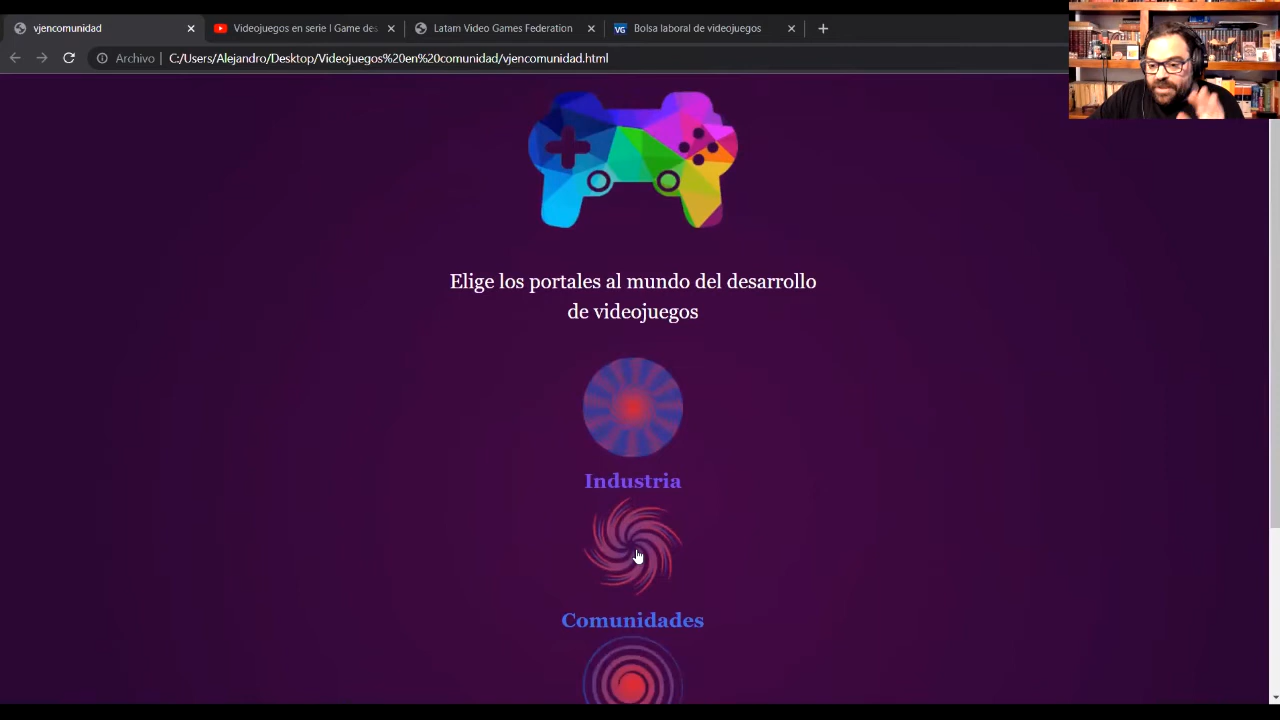 vjencomunidad
Videojuegos en serie I Game d
Latam Video Games Federation
VG
Bolsa laboral de videojuegos
Archivo
C:/Users/Alejandro/Desktop/Videojuegos%20en%20comunidad/vjencomunidad.html
Elige los portales al mundo del desarrollo
de videojuegos
Industria
Comunidades